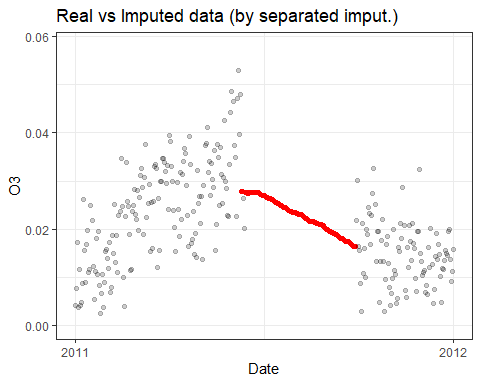 Real vs Imputed data (by separated imput.)
0.06
0.04
O3
0.02
0.00
2011
2012
Date